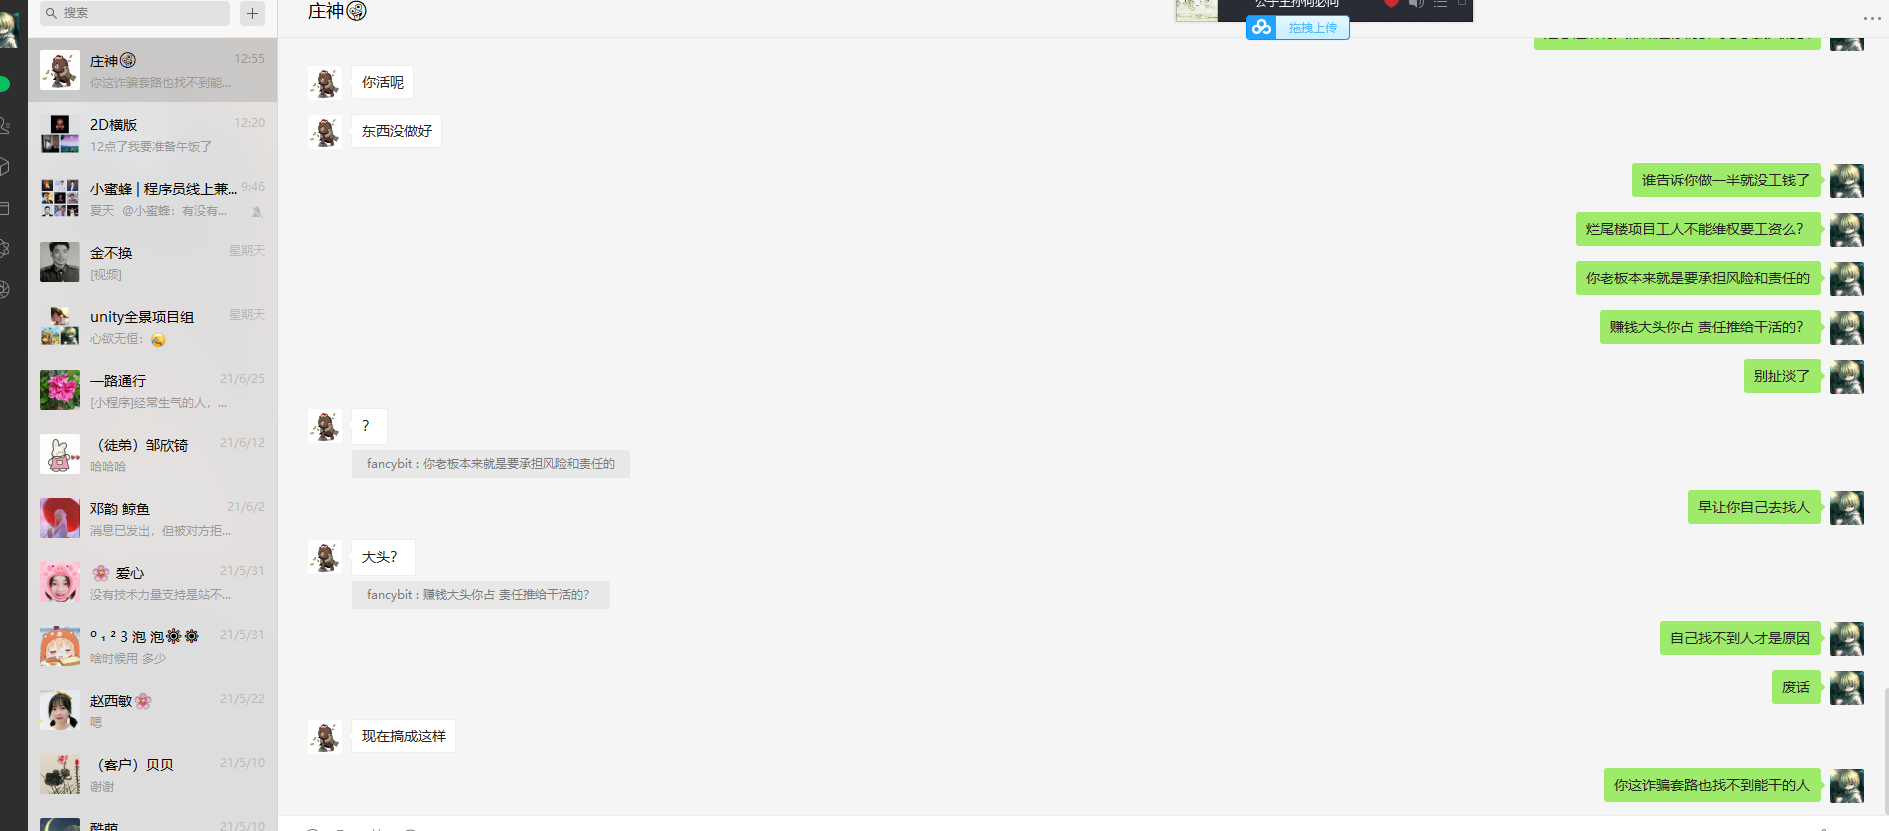 搜索
庄神
12:55
你这诈骗套路也找不到能...
2D横版
12:20
12点了我要准备午饭了
小蜜蜂 | 程序员线上兼...
9:46
夏天 @小蜜蜂：有没有...
金不换
星期天
[视频]
unity全景项目组
星期天
心欲无恒：
一路通行
21/6/25
[小程序]经常生气的人，...
（徒弟）邹欣锜
21/6/12
哈哈哈
邓韵 鲸鱼
21/6/2
消息已发出，但被对方拒...
爱心
21/5/31
没有技术力量支持是站不...
º ₁ ² 3 泡 泡
21/5/31
啥时候用 多少
赵西敏
21/5/22
嗯
（客户）贝贝
21/5/10
谢谢
酷萌
21/5/10
庄神
公子王孙何必问
拖拽上传
你活呢
东西没做好
谁告诉你做一半就没工钱了
烂尾楼项目工人不能维权要工资么？
你老板本来就是要承担风险和责任的
赚钱大头你占 责任推给干活的？
别扯淡了
？
fancybit : 你老板本来就是要承担风险和责任的
早让你自己去找人
大头？
fancybit : 赚钱大头你占 责任推给干活的？
自己找不到人才是原因
废话
现在搞成这样
你这诈骗套路也找不到能干的人